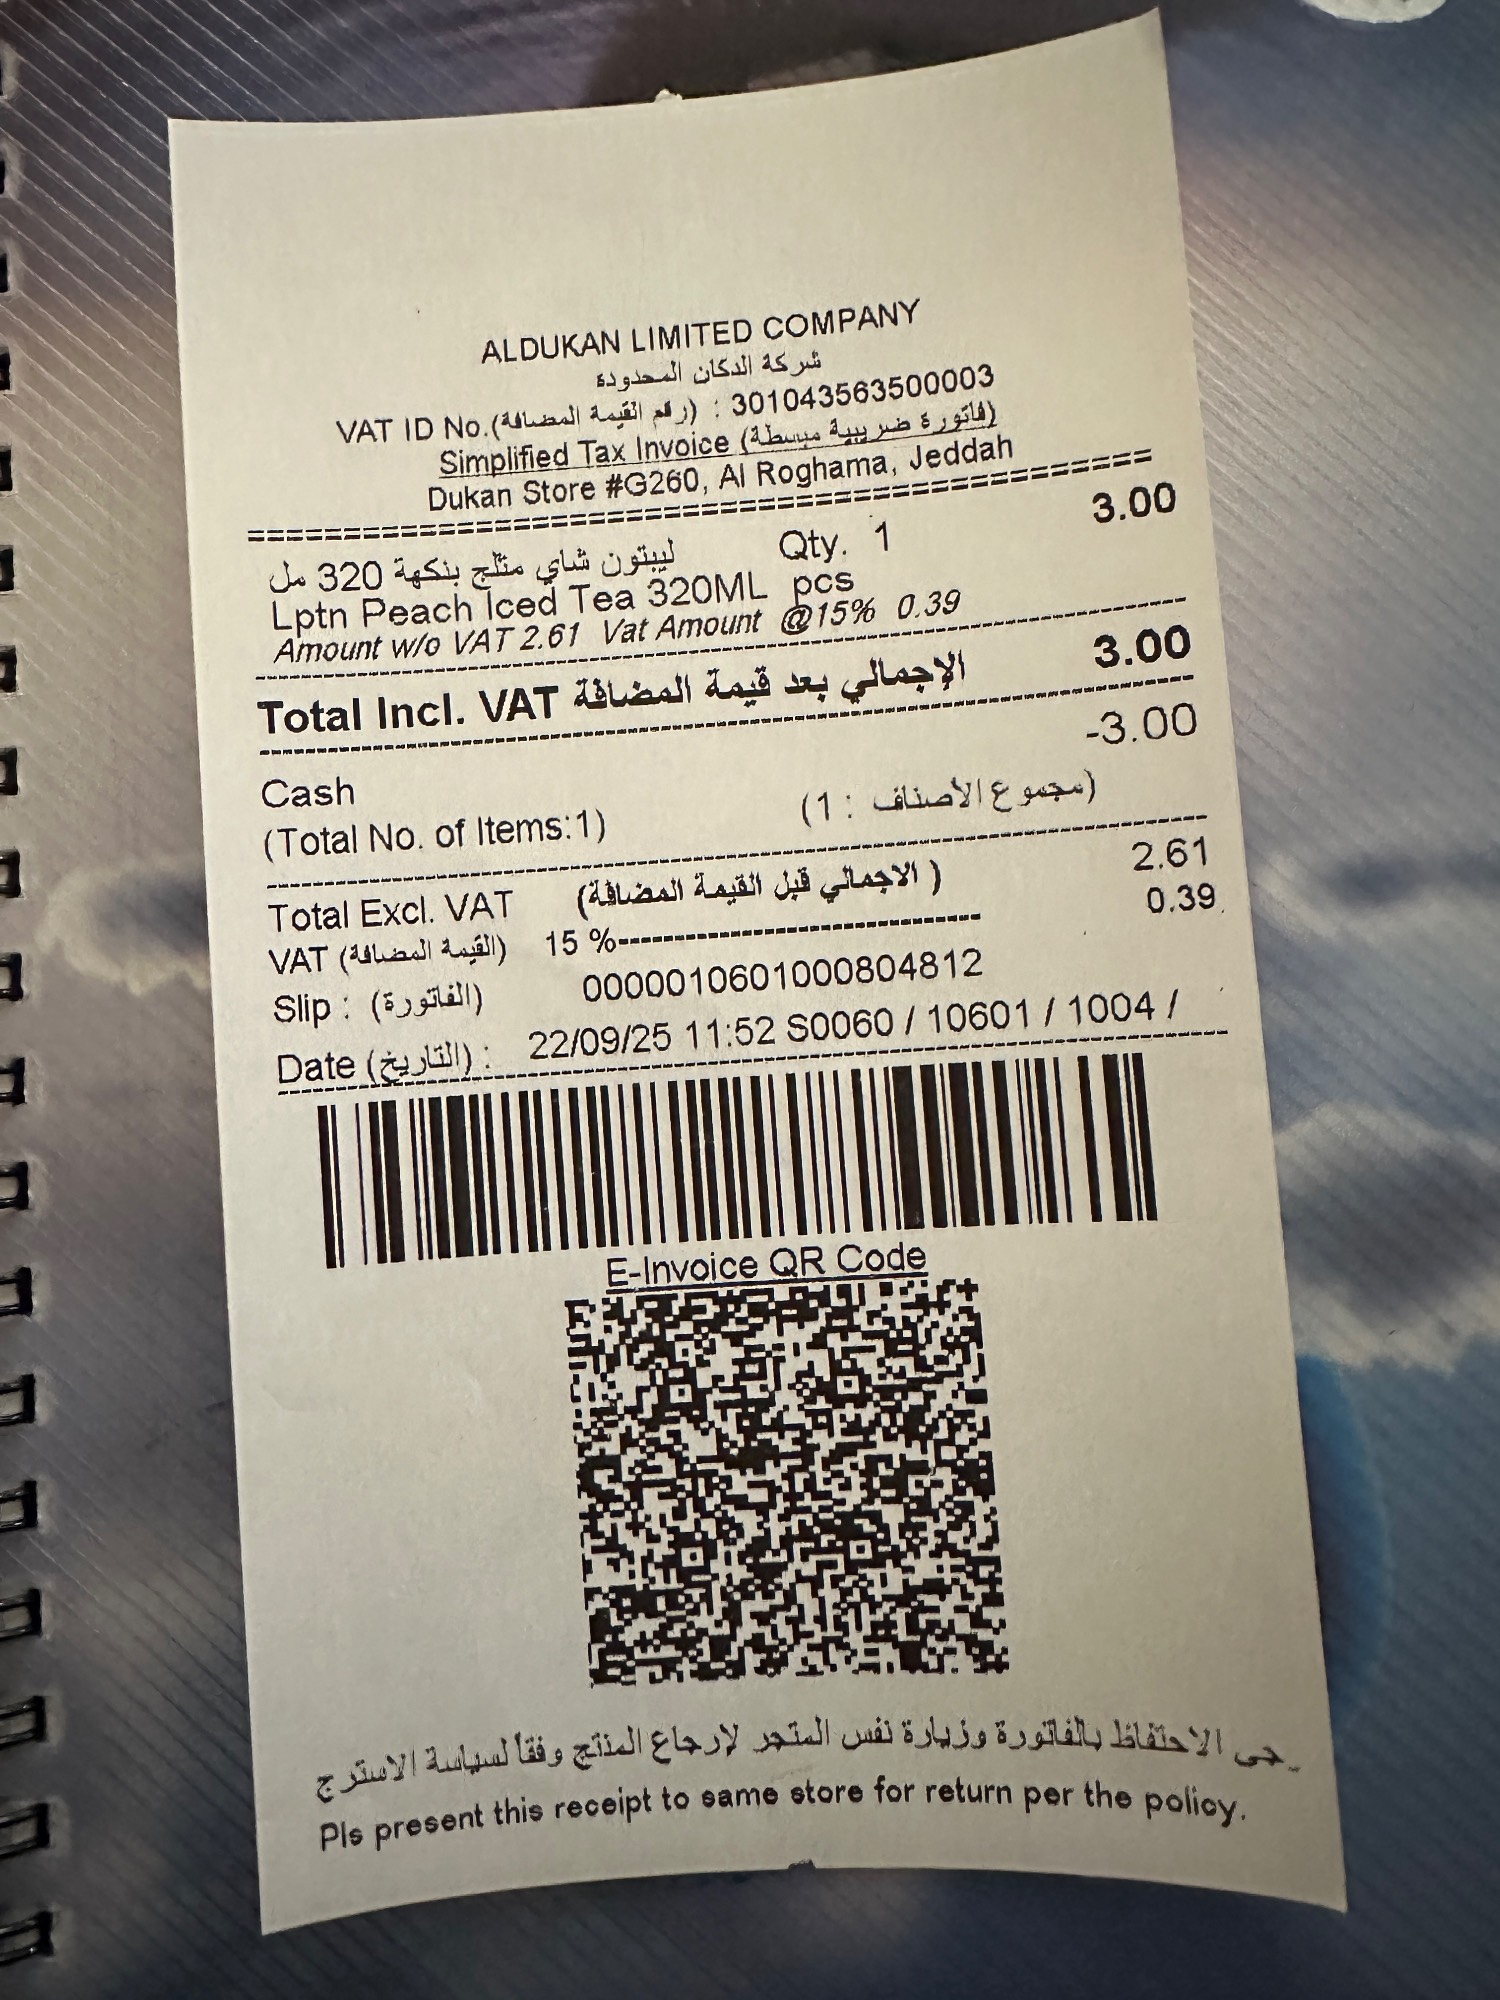 ALDUKAN LIMITED COMPANY
شركة الدكان المحدودة
VAT ID No.(رقم القيمة المضافة) : 301043563500003
Simplified Tax Invoice (فاتورة ضريبية مبسطة)
Dukan Store #G260, Al Roghama, Jeddah
===============================================
ليبتون شاي مثلج بنكهة 320 مل Qty. 1 3.00
Lptn Peach Iced Tea 320ML pcs
Amount w/o VAT 2.61 Vat Amount @15% 0.39
Total Incl. VAT الإجمالي بعد قيمة المضافة 3.00
Cash -3.00
(Total No. of Items:1) (مجموع الأصناف : 1)
Total Excl. VAT (الاجمالي قبل القيمة المضافة ) 2.61
VAT (القيمة المضافة) 15 %-------------------------------- 0.39
Slip : (الفاتورة) 0000010601000804812
Date (التاريخ) : 22/09/25 11:52 S0060 / 10601 / 1004 /
E-Invoice QR Code
جى الاحتفاظ بالفاتورة وزيارة نفس المتجر لإرجاع المنتج وفقاً لسياسة الاسترج
Pls present this receipt to same store for return per the policy.